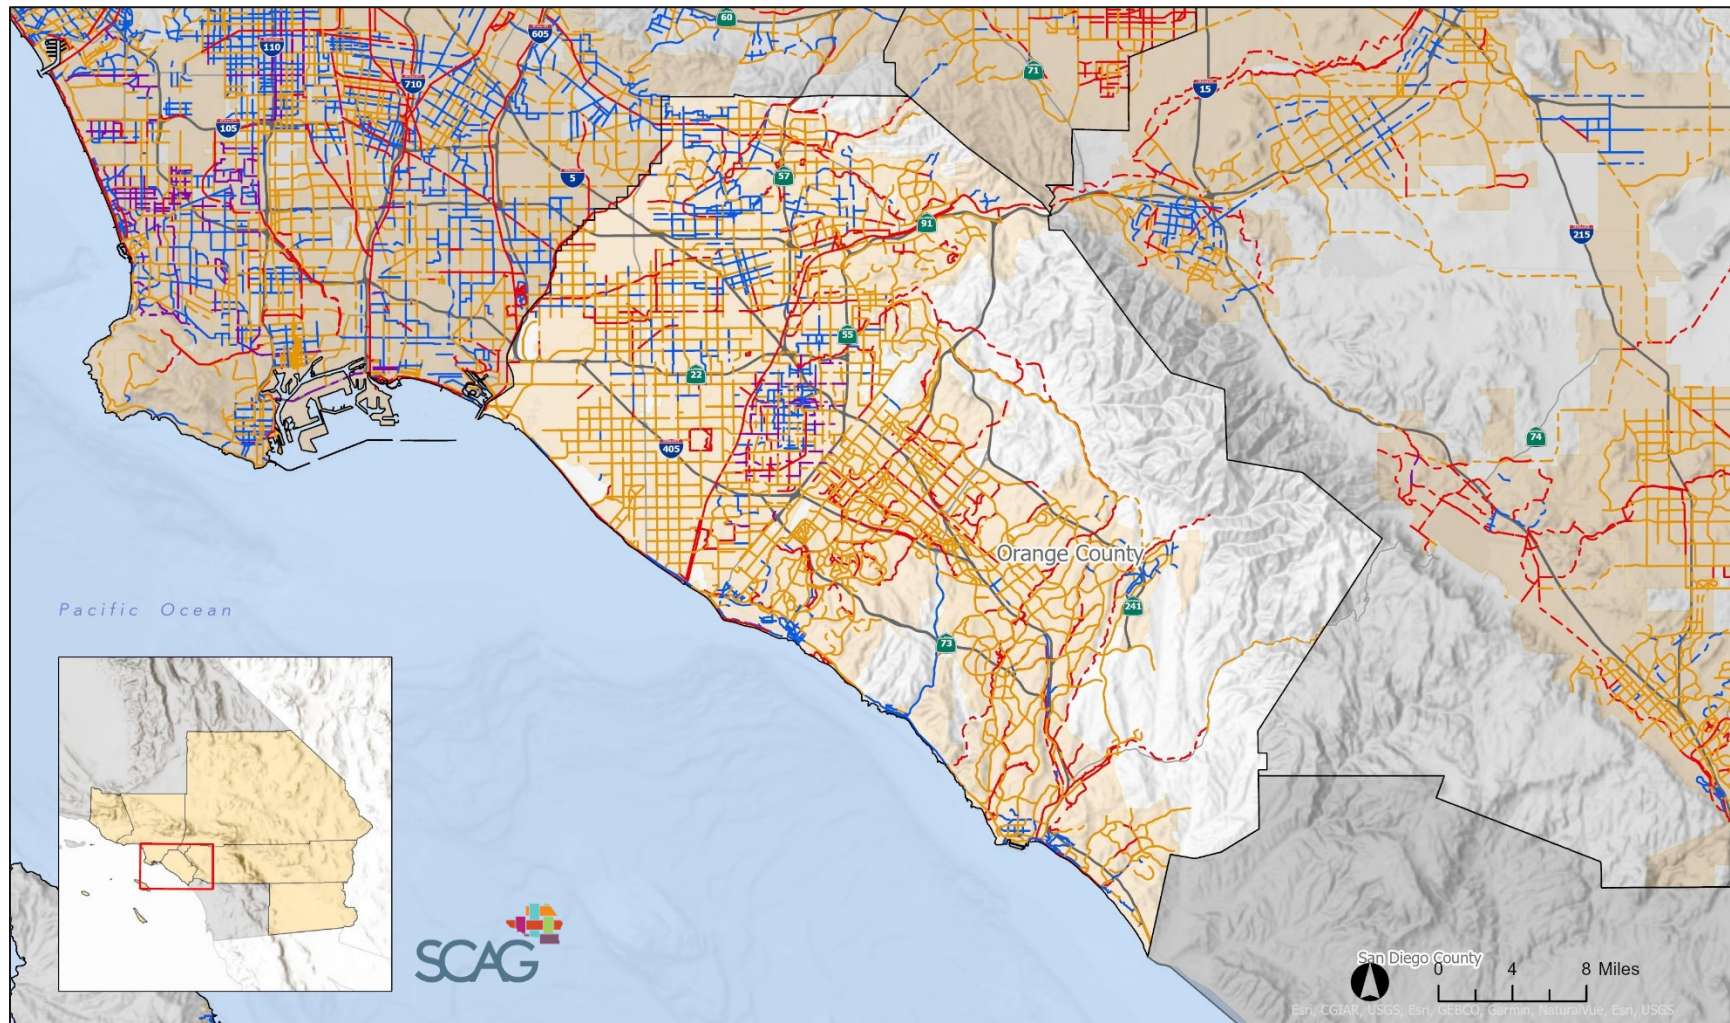 60
605
110
71
710
15
105
5
57
91
215
55
22
74
405
Orange County
241
Pacific Ocean
73
SCAG
San Diego County
0 4 8 Miles
Esri, CGIAR, USGS, Esri, GEBCO, Garmin, NaturalVue, Esri, USGS